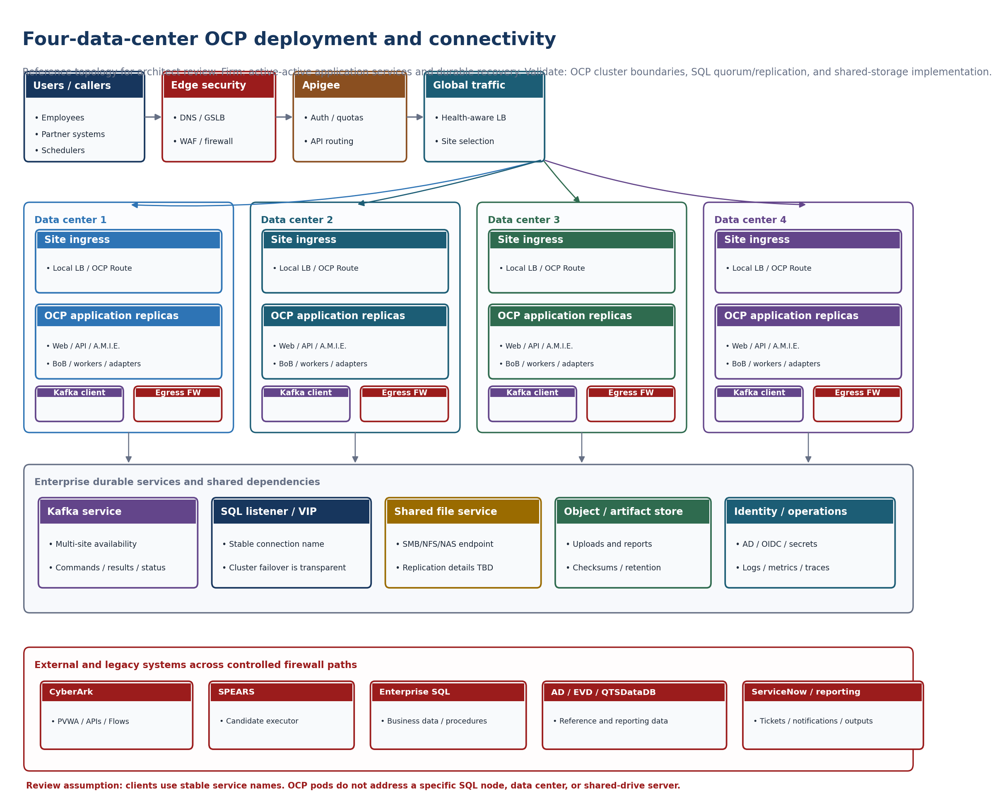 Four-data-center OCP deployment and connectivity
Reference topology for architect review. Firm: active-active application services and durable recovery. Validate: OCP cluster boundaries, SQL quorum/replication, and shared-storage implementation.
Users / callers
• Employees
• Partner systems
• Schedulers
Edge security
• DNS / GSLB
• WAF / firewall
Apigee
• Auth / quotas
• API routing
Global traffic
• Health-aware LB
• Site selection
Data center 1
Site ingress
• Local LB / OCP Route
OCP application replicas
• Web / API / A.M.I.E.
• BoB / workers / adapters
Kafka client
Egress FW
Data center 2
Site ingress
• Local LB / OCP Route
OCP application replicas
• Web / API / A.M.I.E.
• BoB / workers / adapters
Kafka client
Egress FW
Data center 3
Site ingress
• Local LB / OCP Route
OCP application replicas
• Web / API / A.M.I.E.
• BoB / workers / adapters
Kafka client
Egress FW
Data center 4
Site ingress
• Local LB / OCP Route
OCP application replicas
• Web / API / A.M.I.E.
• BoB / workers / adapters
Kafka client
Egress FW
Enterprise durable services and shared dependencies
Kafka service
• Multi-site availability
• Commands / results / status
SQL listener / VIP
• Stable connection name
• Cluster failover is transparent
Shared file service
• SMB/NFS/NAS endpoint
• Replication details TBD
Object / artifact store
• Uploads and reports
• Checksums / retention
Identity / operations
• AD / OIDC / secrets
• Logs / metrics / traces
External and legacy systems across controlled firewall paths
CyberArk
• PVWA / APIs / Flows
SPEARS
• Candidate executor
Enterprise SQL
• Business data / procedures
AD / EVD / QTSDataDB
• Reference and reporting data
ServiceNow / reporting
• Tickets / notifications / outputs
Review assumption: clients use stable service names. OCP pods do not address a specific SQL node, data center, or shared-drive server.